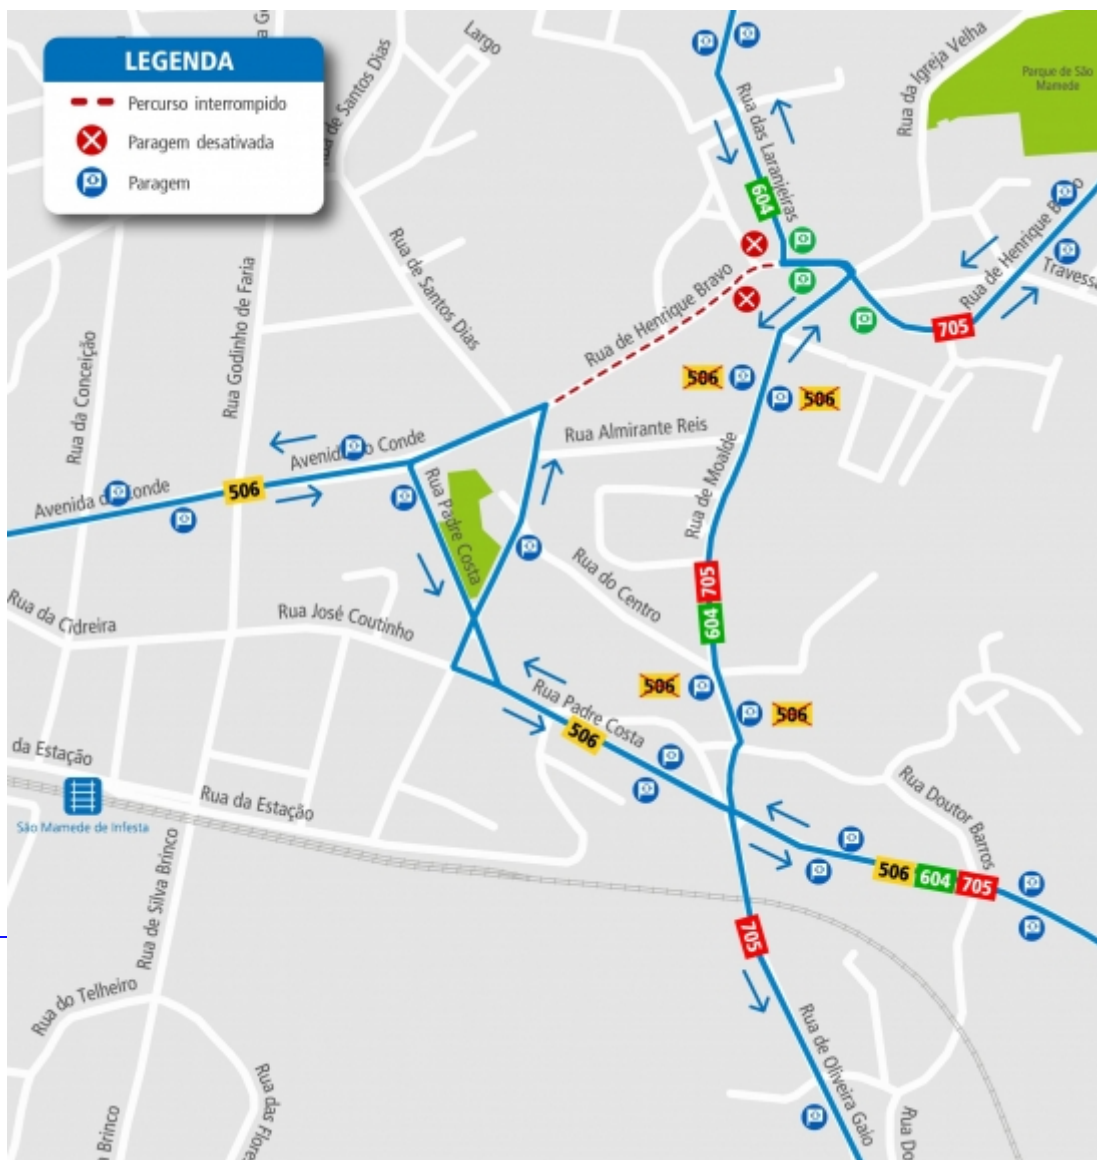 LEGENDA
Percurso interrompido
Paragem desativada
Paragem
Largo
Rua de Santos Dias
Rua da Igreja Velha
Parque de São
Mamede
Rua das Laranjeiras
604
Rua de Henrique Bravo
Travess
705
Rua de Santos Dias
Rua de Henrique Bravo
Rua Godinho de Faria
Rua da Conceição
506
506
Rua Almirante Reis
Avenida do Conde
506
Avenida do Conde
Rua Padre Costa
Rua de Moalde
Rua do Centro
705
604
Rua da Cidreira
Rua José Coutinho
506
506
Rua Padre Costa
506
da Estação
Rua da Estação
São Mamede de Infesta
Rua Doutor Barros
506 604 705
Rua de Silva Brinco
705
Rua do Telheiro
Rua de Oliveira Gaio
Rua das Flore
Brinco
Rua Do